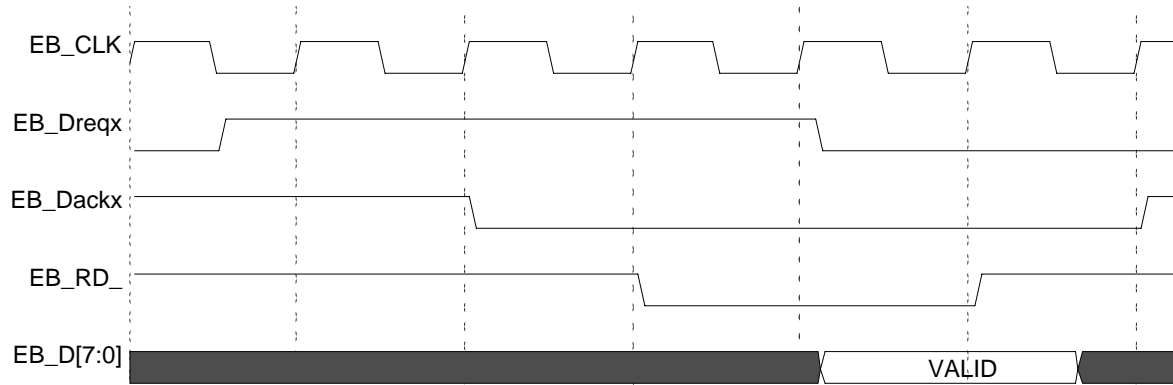 EB_CLK
EB_Dreqx
EB_Dackx
EB_RD_
EB_D[7:0]
VALID